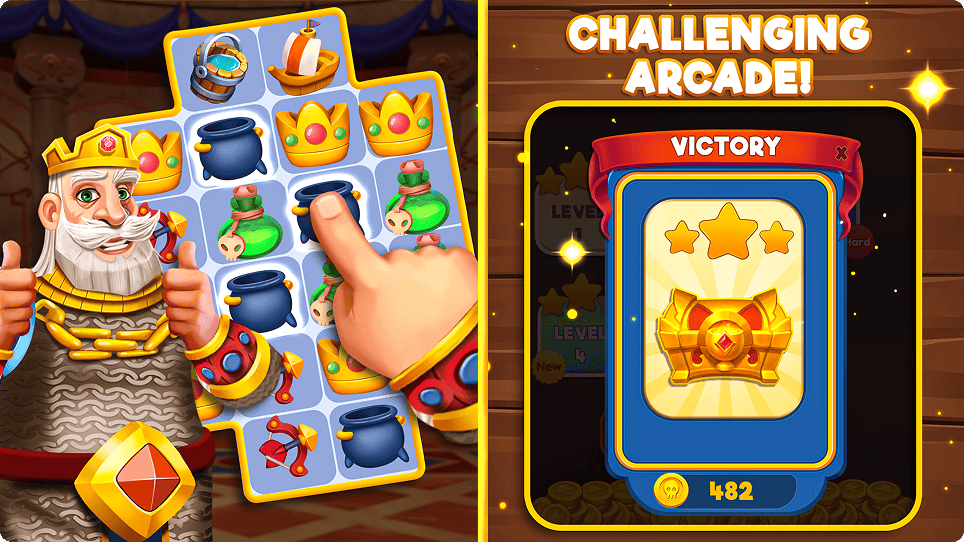 CHALLENGING
ARCADE!
VICTORY
X
LEVEL
1
Hard
LEVEL
4
New
482